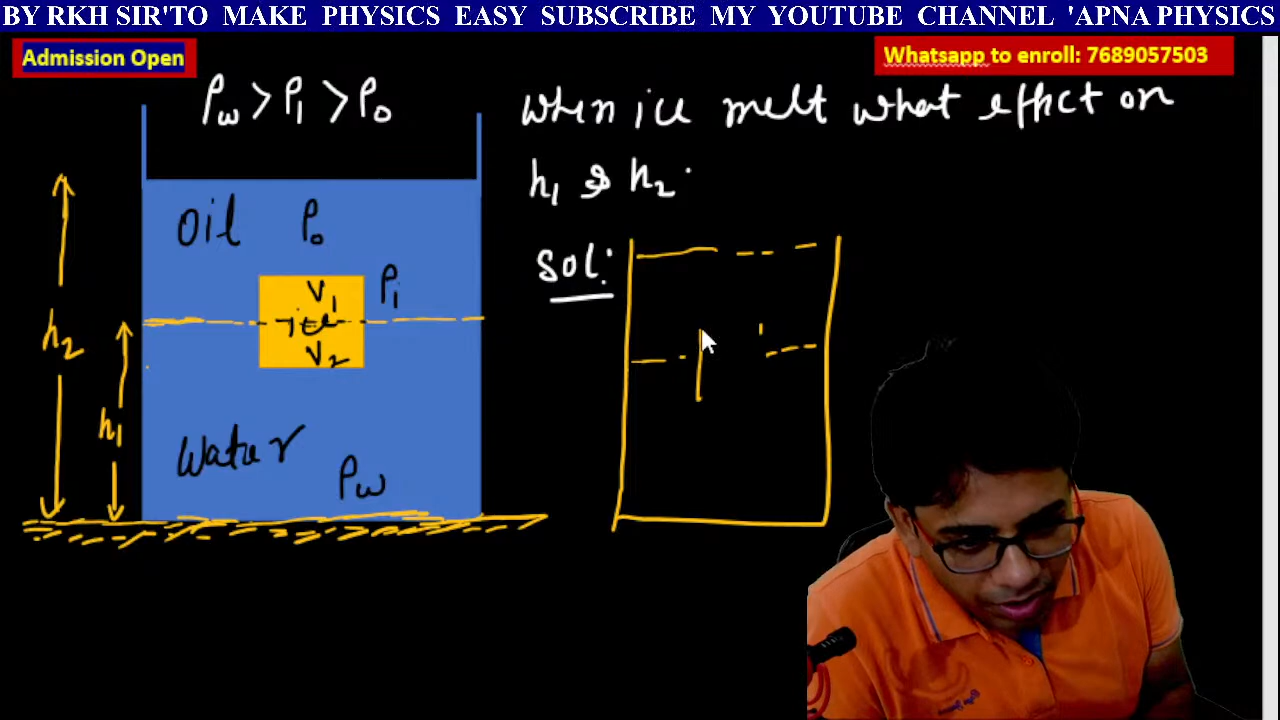 BY RKH SIR'TO MAKE PHYSICS EASY SUBSCRIBE MY YOUTUBE CHANNEL 'APNA PHYSICS
Admission Open
Whatsapp to enroll: 7689057503
ρw > ρ1 > ρo
when ice melt what effect on
h1 & h2.
Sol:
Oil ρo
V1
ρi
ice
V2
h2
h1
Water
ρw